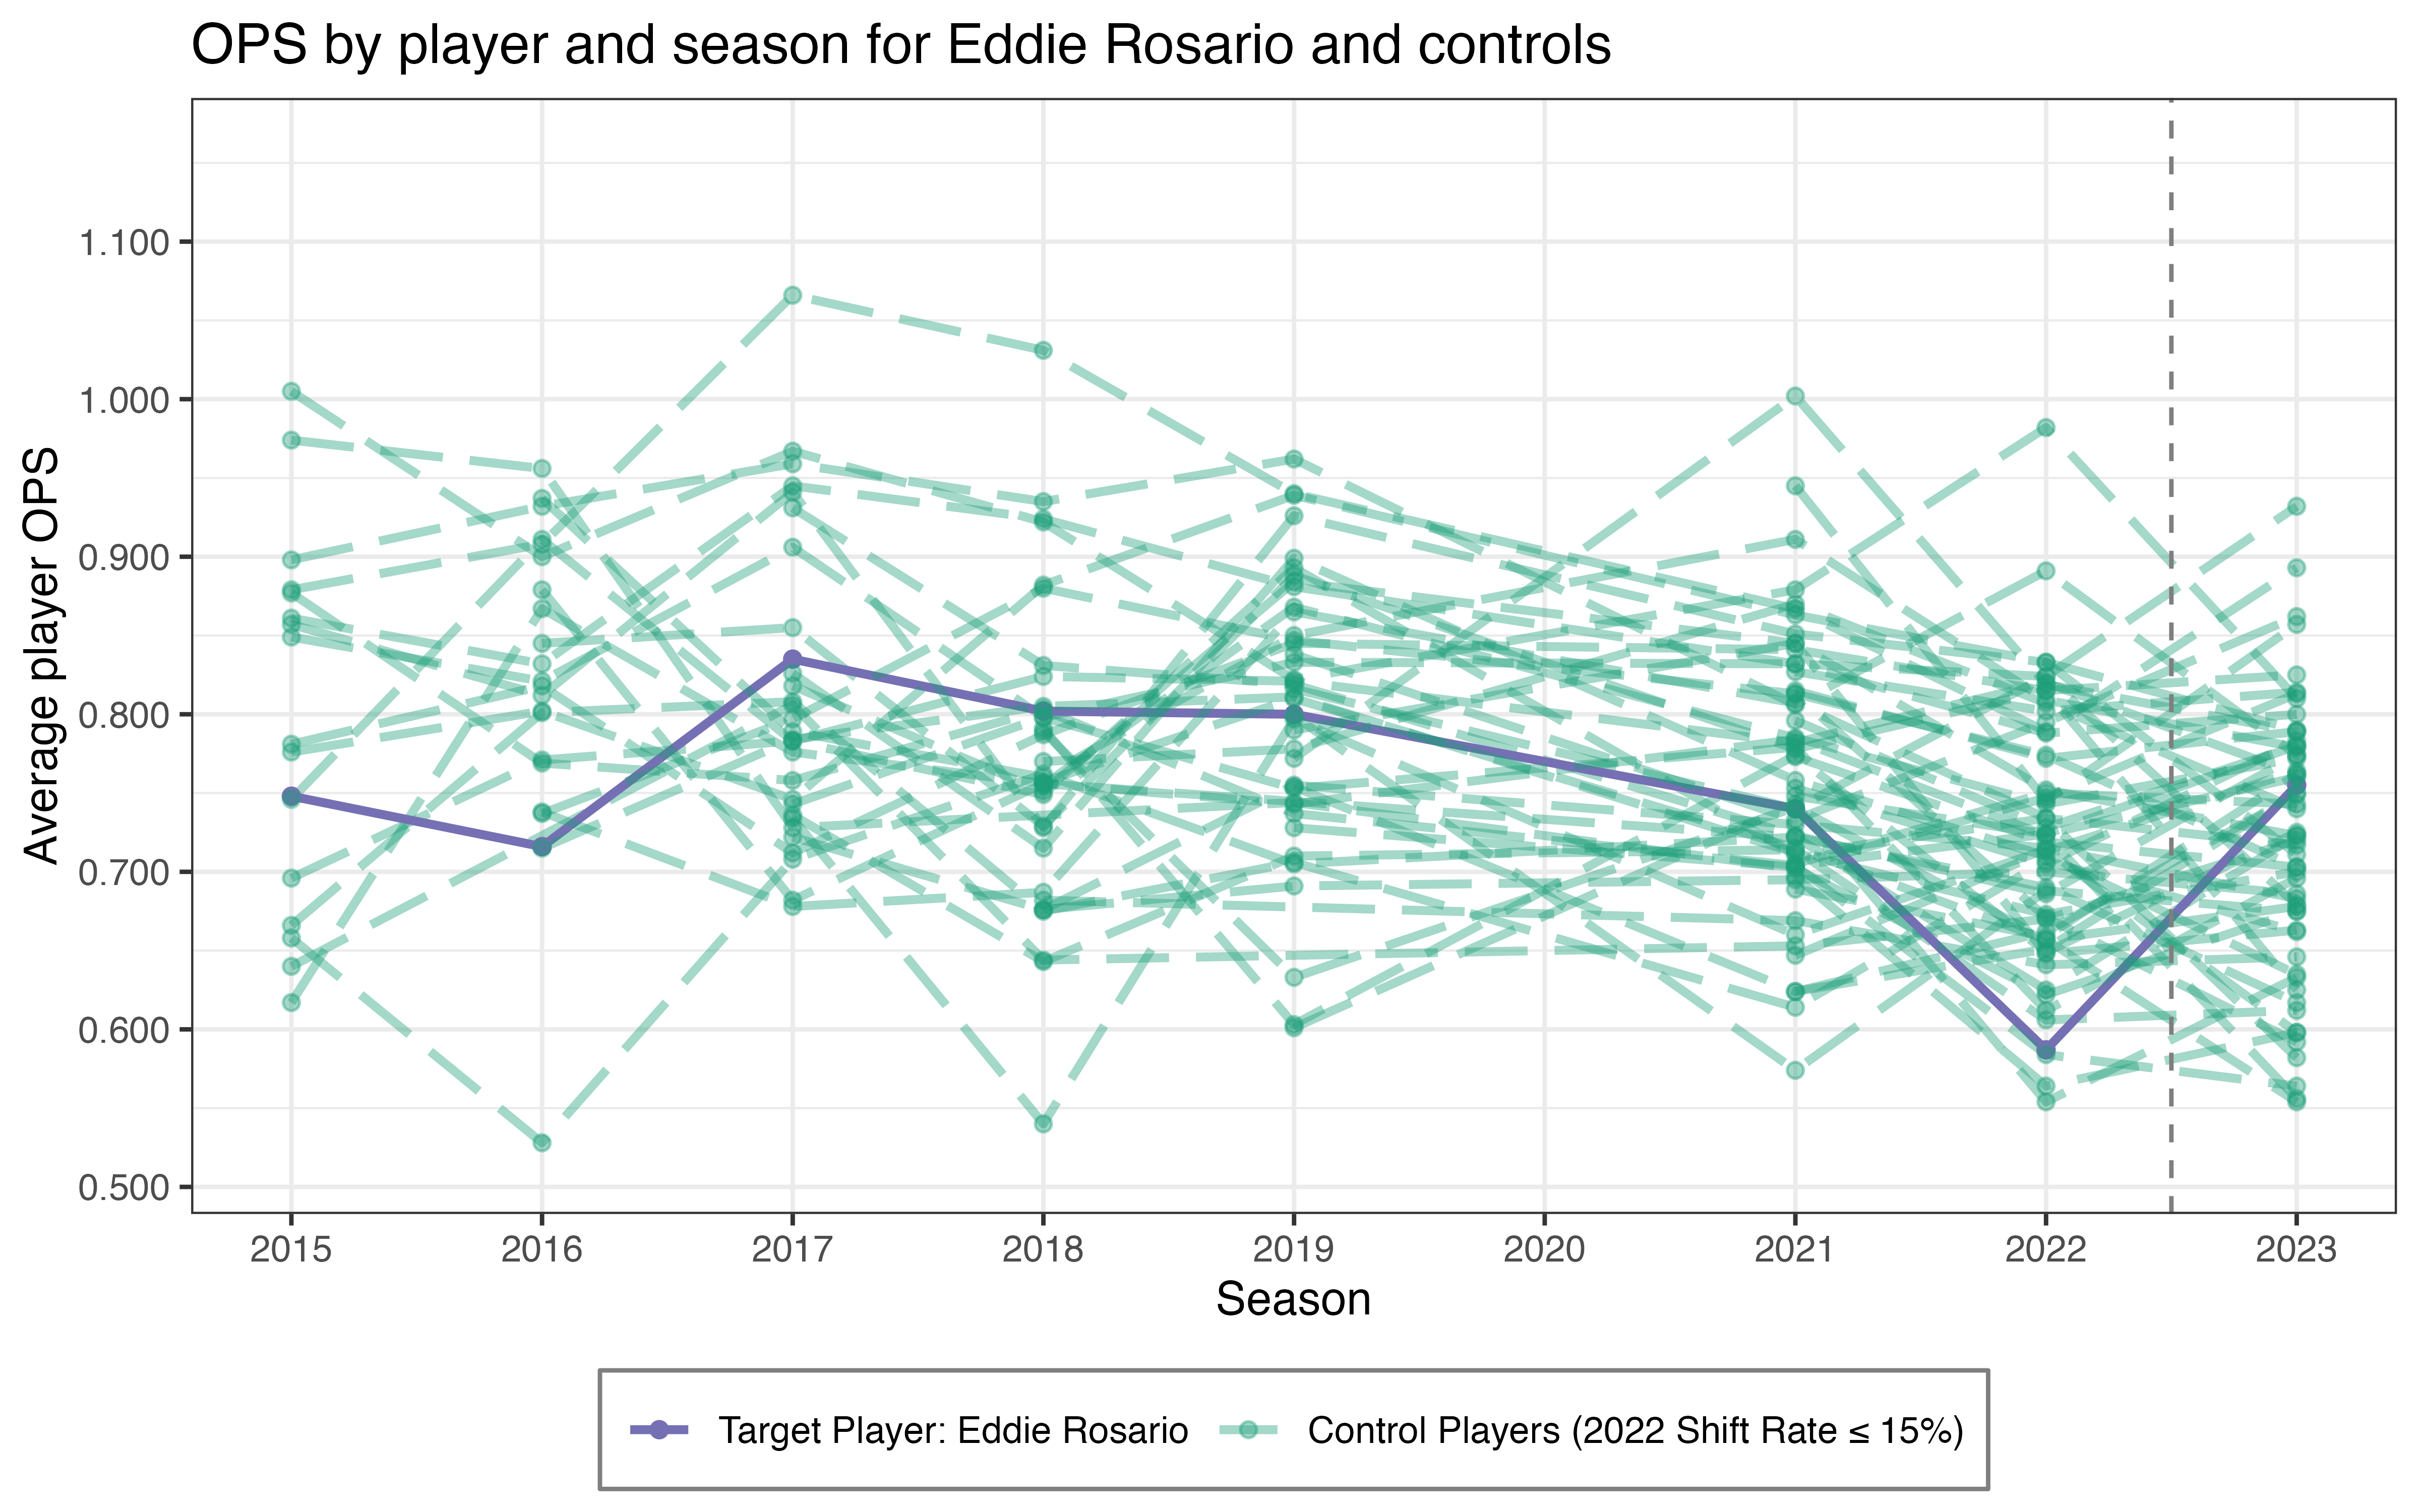 OPS by player and season for Eddie Rosario and controls
Average player OPS
1.100
1.000
0.900
0.800
0.700
0.600
0.500
2015 2016 2017 2018 2019 2020 2021 2022 2023
Season
Target Player: Eddie Rosario Control Players (2022 Shift Rate ≤ 15%)